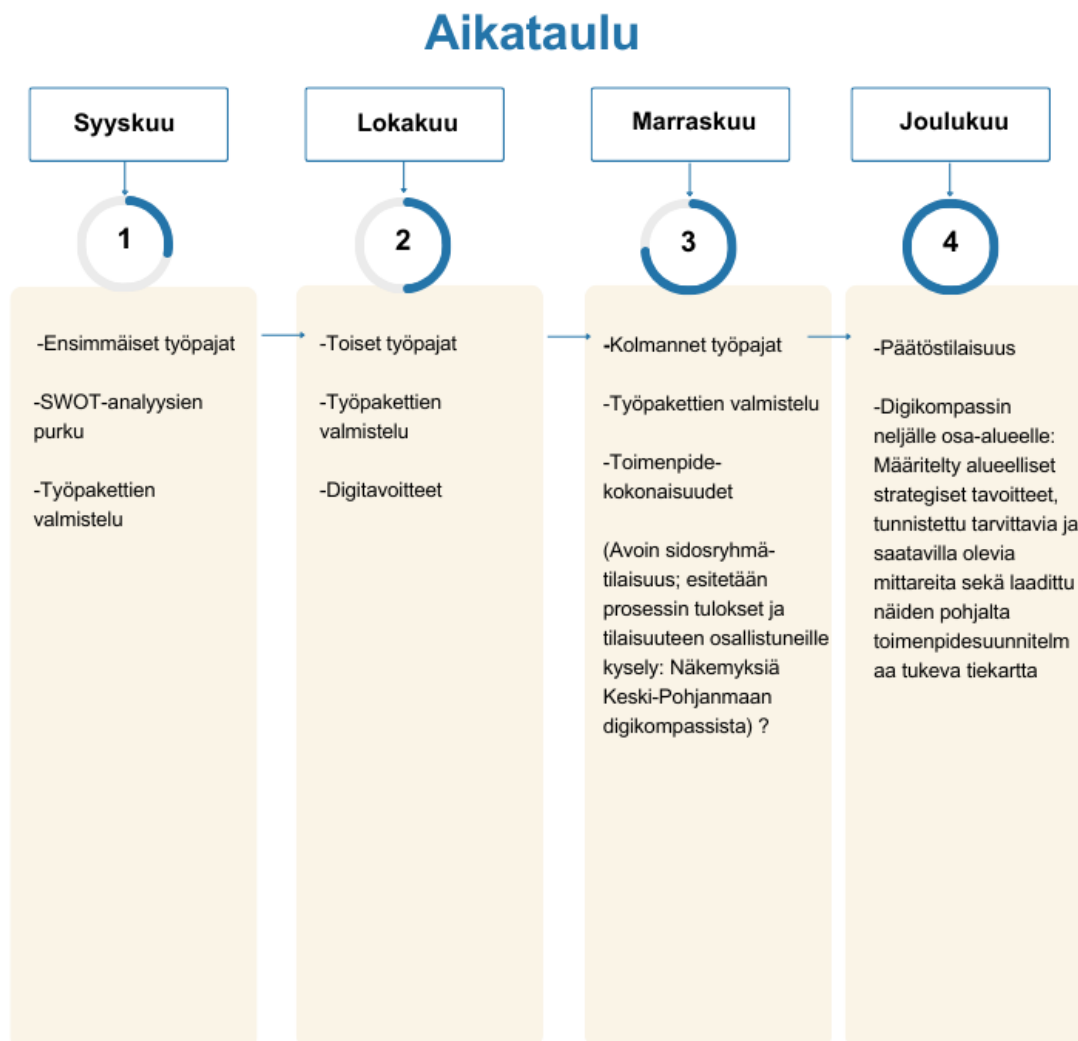 Aikataulu
Syyskuu
1
-Ensimmäiset työpajat
-SWOT-analyysien
purku
-Työpakettien
valmistelu
Lokakuu
2
-Toiset työpajat
-Työpakettien
valmistelu
-Digitavoitteet
Marraskuu
3
-Kolmannet työpajat
-Työpakettien valmistelu
-Toimenpide-
kokonaisuudet
(Avoin sidosryhmä-
tilaisuus; esitetään
prosessin tulokset ja
tilaisuuteen osallistuneille
kysely: Näkemyksiä
Keski-Pohjanmaan
digikompassista) ?
Joulukuu
4
-Päätöstilaisuus
-Digikompassin
neljälle osa-alueelle:
Määritelty alueelliset
strategiset tavoitteet,
tunnistettu tarvittavia ja
saatavilla olevia
mittareita sekä laadittu
näiden pohjalta
toimenpidesuunnitelm
aa tukeva tiekartta